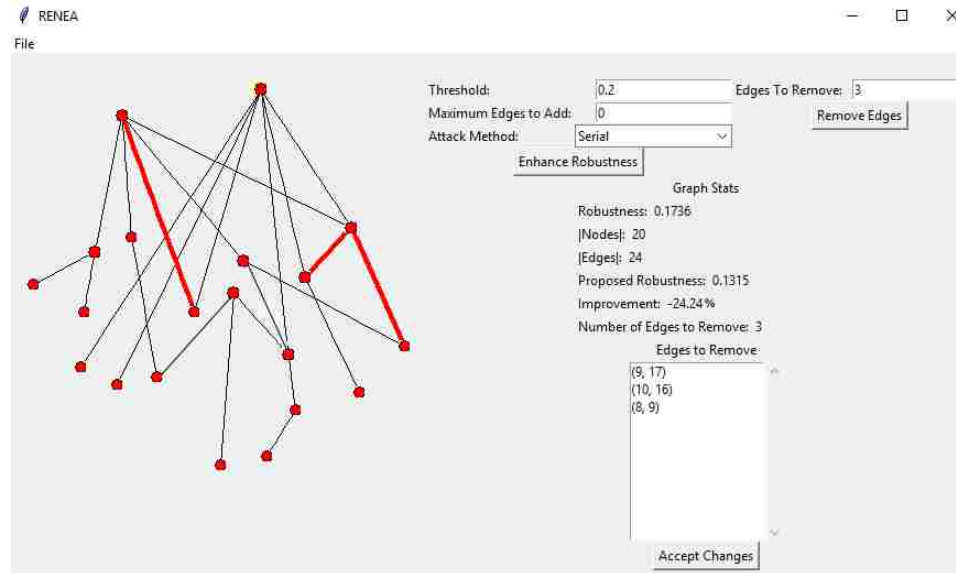 RENEA
File
Threshold: 0.2 Edges To Remove: 3
Maximum Edges to Add: 0 Remove Edges
Attack Method: Serial
Enhance Robustness
Graph Stats
Robustness: 0.1736
|Nodes|: 20
|Edges|: 24
Proposed Robustness: 0.1315
Improvement: -24.24%
Number of Edges to Remove: 3
Edges to Remove
(9, 17)
(10, 16)
(8, 9)
Accept Changes